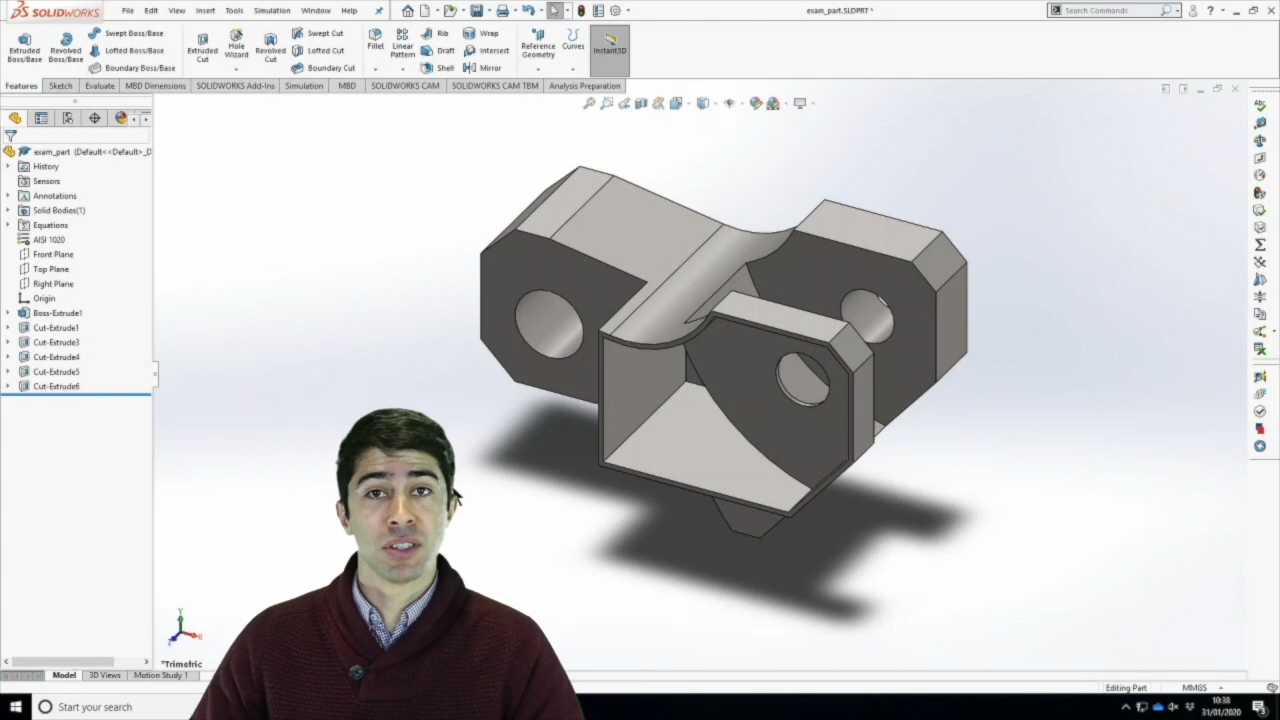 SOLIDWORKS File Edit View Insert Tools Simulation Window Help exam_part.SLDPRT * Search Commands ?
Extruded Boss/Base
Revolved Boss/Base
Swept Boss/Base
Lofted Boss/Base
Boundary Boss/Base
Extruded Cut
Hole Wizard
Revolved Cut
Swept Cut
Lofted Cut
Boundary Cut
Fillet
Linear Pattern
Rib
Draft
Shell
Wrap
Intersect
Mirror
Reference Geometry
Curves
Instant3D
Features Sketch Evaluate MBD Dimensions SOLIDWORKS Add-Ins Simulation MBD SOLIDWORKS CAM SOLIDWORKS CAM TBM Analysis Preparation
exam_part (Default<<Default>_D
History
Sensors
Annotations
Solid Bodies(1)
Equations
AISI 1020
Front Plane
Top Plane
Right Plane
Origin
Boss-Extrude1
Cut-Extrude1
Cut-Extrude3
Cut-Extrude4
Cut-Extrude5
Cut-Extrude6
Y
X
Z
*Trimetric
Model 3D Views Motion Study 1
Editing Part MMGS
Start your search
10:38
31/01/2020